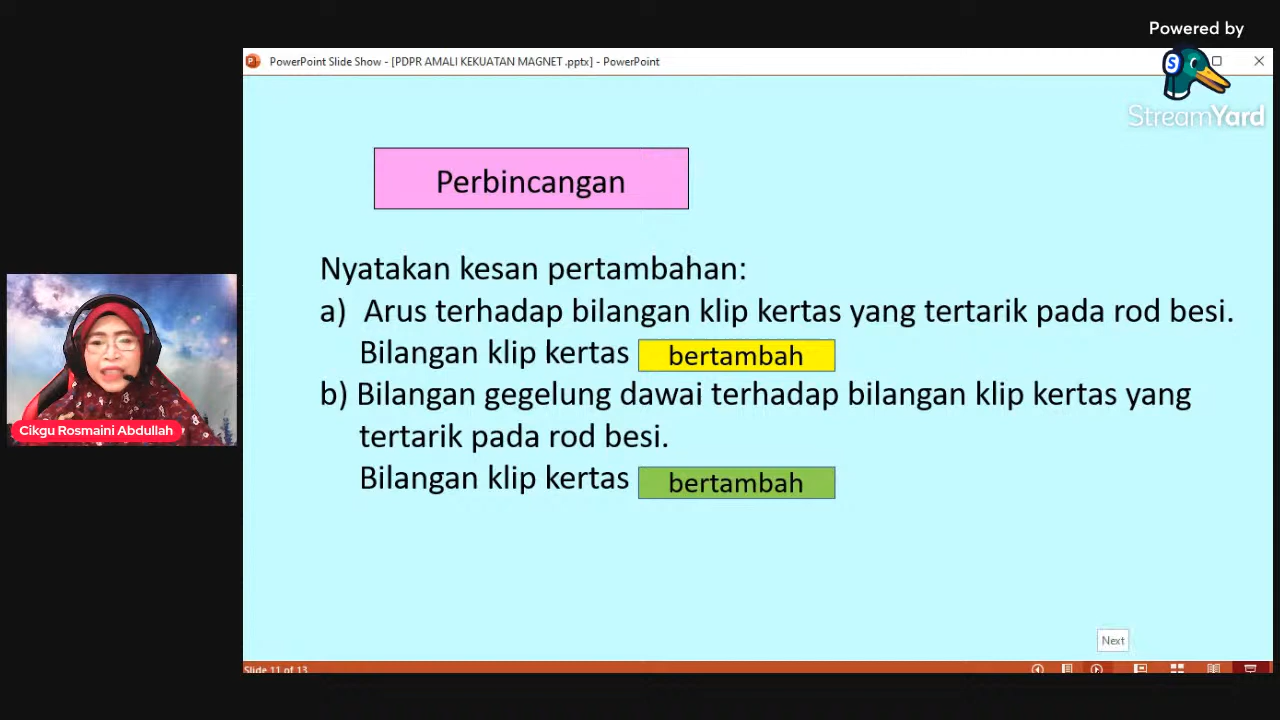 Powered by
PowerPoint Slide Show - [PDPR AMALI KEKUATAN MAGNET .pptx] - PowerPoint
S
StreamYard
Perbincangan
Nyatakan kesan pertambahan:
a) Arus terhadap bilangan klip kertas yang tertarik pada rod besi.
Bilangan klip kertas bertambah
b) Bilangan gegelung dawai terhadap bilangan klip kertas yang
tertarik pada rod besi.
Bilangan klip kertas bertambah
Cikgu Rosmaini Abdullah
Next
Slide 11 of 13